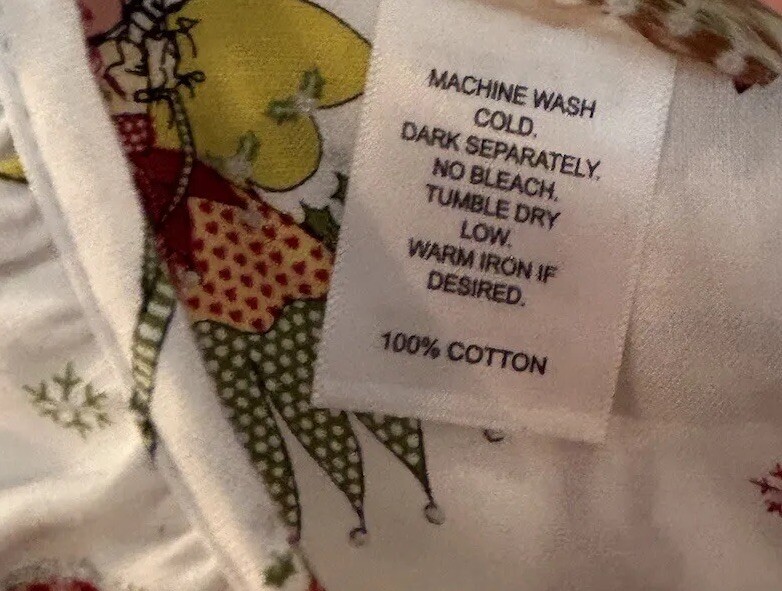 MACHINE WASH
COLD.
DARK SEPARATELY.
NO BLEACH.
TUMBLE DRY
LOW.
WARM IRON IF
DESIRED.
100% COTTON